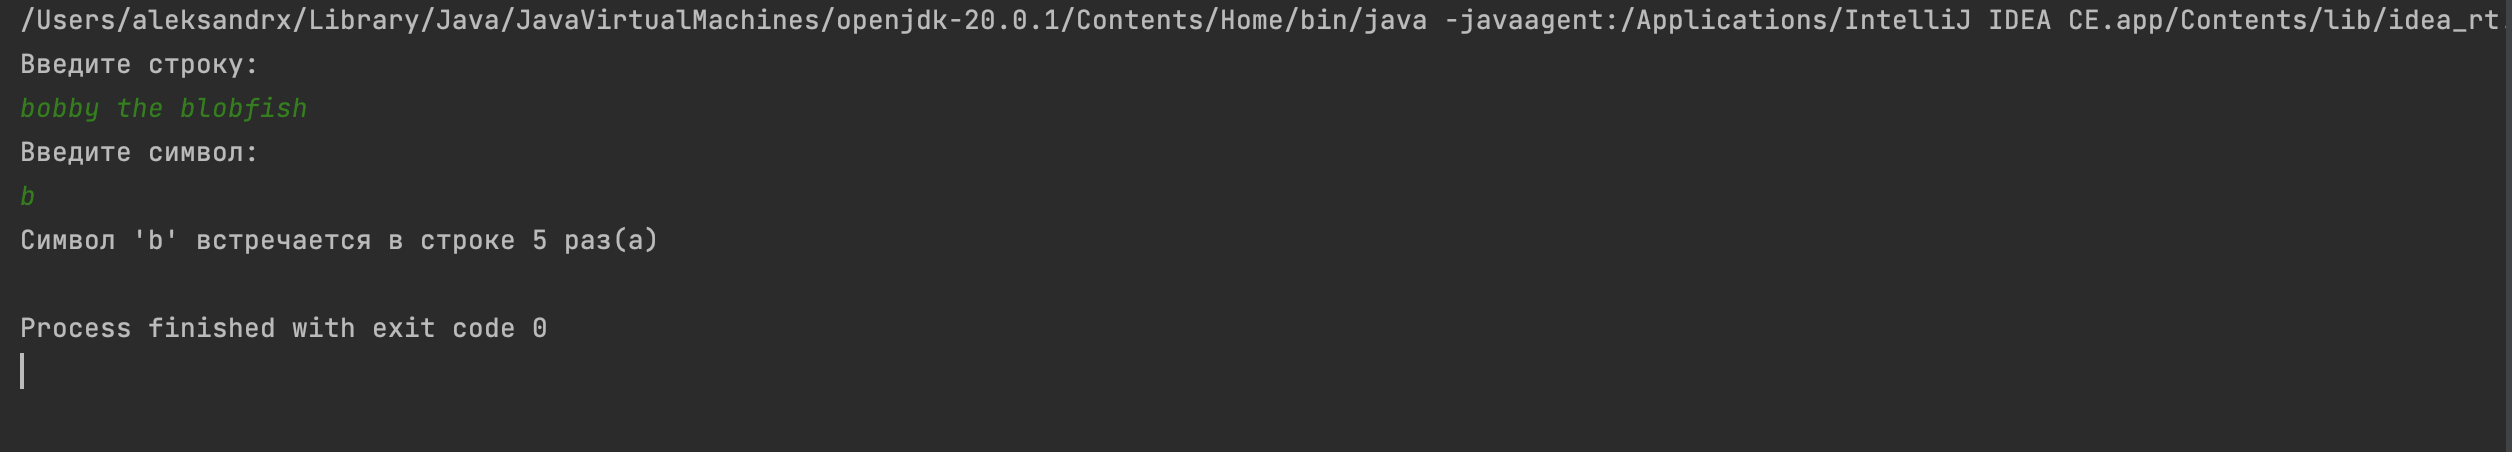 /Users/aleksandrx/Library/Java/JavaVirtualMachines/openjdk-20.0.1/Contents/Home/bin/java -javaagent:/Applications/IntelliJ IDEA CE.app/Contents/lib/idea_rt
Введите строку:
bobby the blobfish
Введите символ:
b
Символ 'b' встречается в строке 5 раз(а)
Process finished with exit code 0